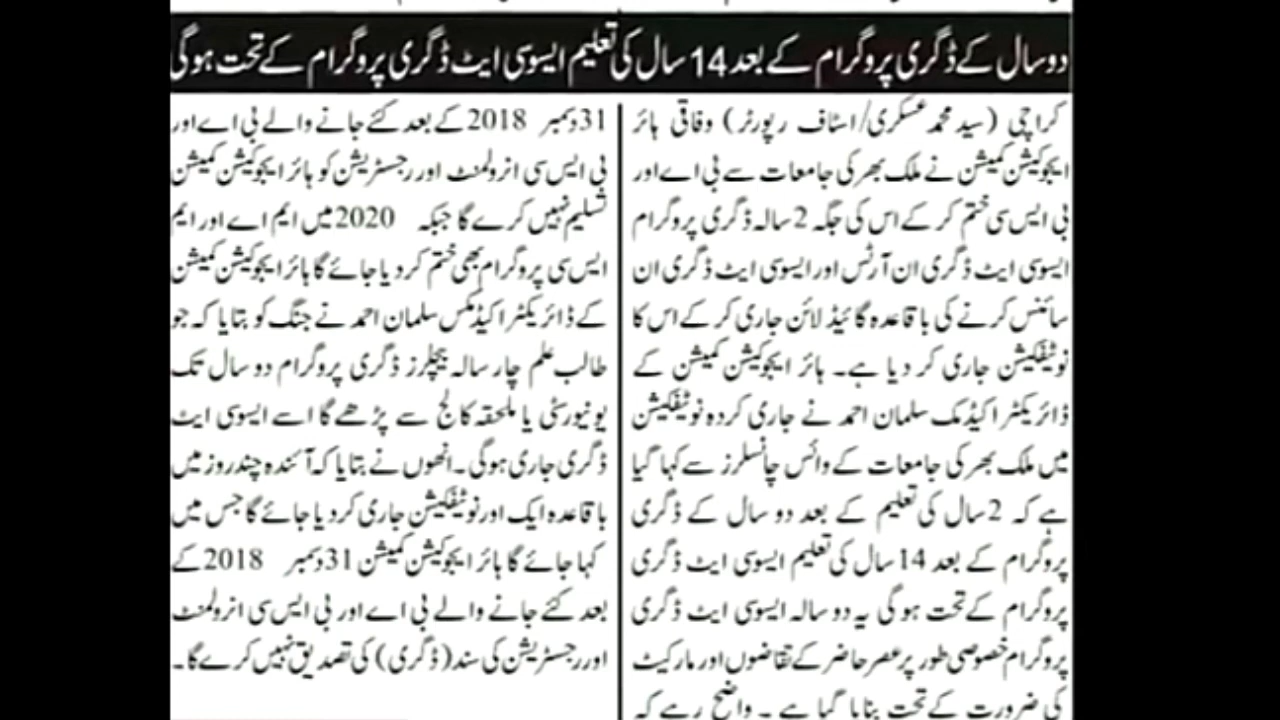 دو سال کے ڈگری پروگرام کے بعد 14 سال کی تعلیم ایسوسی ایٹ ڈگری پروگرام کے تحت ہوگی
کراچی (سید محمد عسکری/اسٹاف رپورٹر) وفاقی ہائر
ایجوکیشن کمیشن نے ملک بھر کی جامعات سے بی اے اور
بی ایس سی ختم کر کے اس کی جگہ 2 سالہ ڈگری پروگرام
ایسوسی ایٹ ڈگری ان آرٹس اور ایسوسی ایٹ ڈگری ان
سائنس کرنے کی باقاعدہ گائیڈ لائن جاری کر کے اس کا
نوٹیفکیشن جاری کر دیا ہے۔ ہائر ایجوکیشن کمیشن کے
ڈائریکٹر اکیڈمک سلمان احمد نے جاری کردہ نوٹیفکیشن
میں ملک بھر کی جامعات کے وائس چانسلرز سے کہا گیا
ہے کہ 2 سال کی تعلیم کے بعد دو سال کے ڈگری
پروگرام کے بعد 14 سال کی تعلیم ایسوسی ایٹ ڈگری
پروگرام کے تحت ہو گی یہ دو سالہ ایسوسی ایٹ ڈگری
پروگرام خصوصی طور پر عصر حاضر کے تقاضوں اور مارکیٹ
کی ضرورت کے تحت بنایا گیا ہے۔ واضح رہے کہ
31 دسمبر 2018 کے بعد کئے جانے والے بی اے اور
بی ایس سی انرولمنٹ اور رجسٹریشن کو ہائر ایجوکیشن کمیشن
تسلیم نہیں کرے گا جبکہ 2020 میں ایم اے اور ایم
ایس سی پروگرام بھی ختم کر دیا جائے گا ہائر ایجوکیشن کمیشن
کے ڈائریکٹر اکیڈمکس سلمان احمد نے جنگ کو بتایا کہ جو
طالب علم چار سالہ بیچلرز ڈگری پروگرام دو سال تک
یونیورسٹی یا ملحقہ کالج سے پڑھے گا اسے ایسوسی ایٹ
ڈگری جاری ہوگی۔ انھوں نے بتایا کہ آئندہ چند روز میں
باقاعدہ ایک اور نوٹیفکیشن جاری کر دیا جائے گا جس میں
کہا جائے گا ہائر ایجوکیشن کمیشن 31 دسمبر 2018 کے
بعد کئے جانے والے بی اے اور بی ایس سی انرولمنٹ
اور رجسٹریشن کی سند (ڈگری) کی تصدیق نہیں کرے گا۔